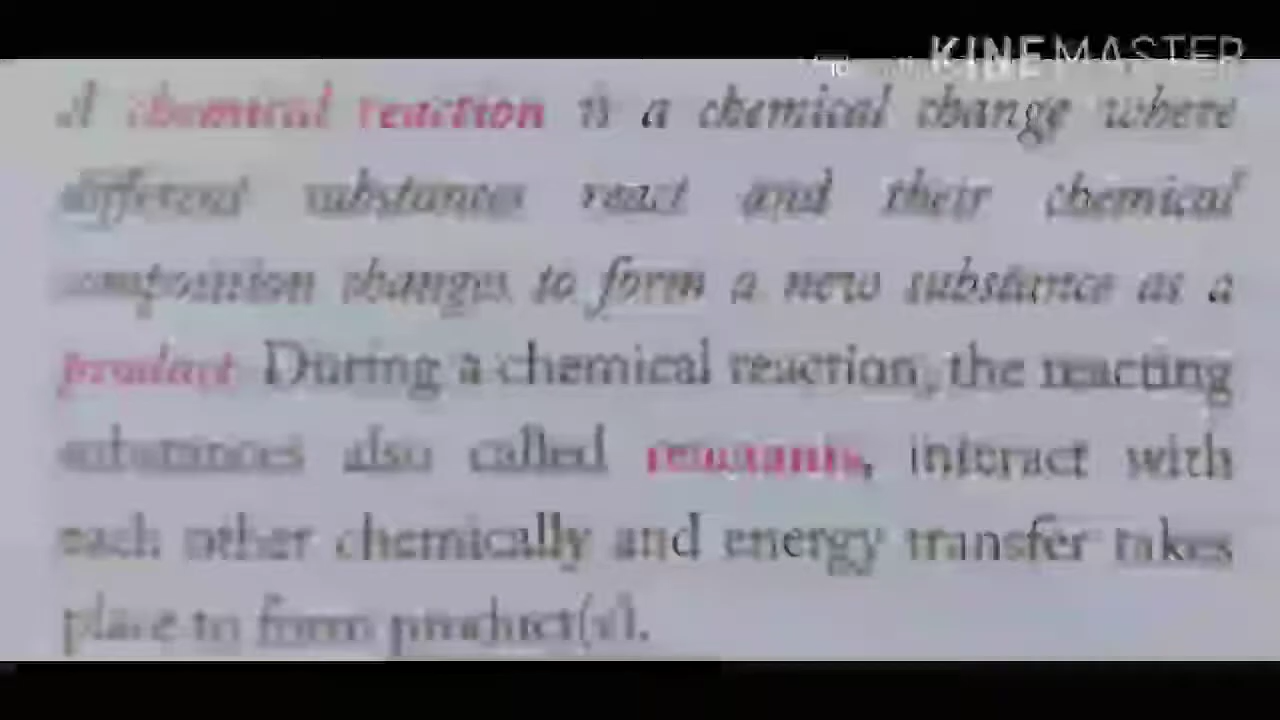 KINEMASTER
A chemical reaction is a chemical change where
different substances react and their chemical
composition changes to form a new substance as a
product. During a chemical reaction, the reacting
substances also called reactants, interact with
each other chemically and energy transfer takes
place to form product(s).